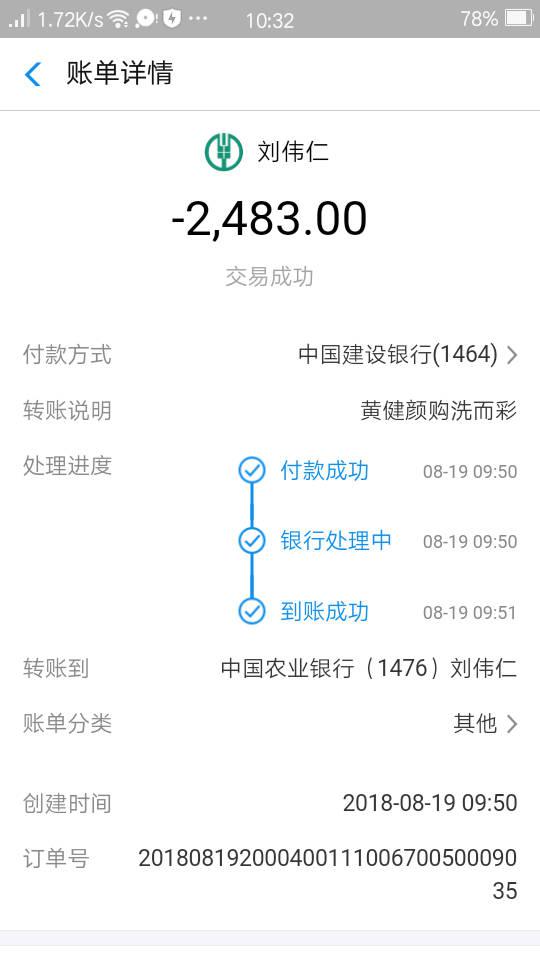 1.72K/s 10:32 78%
账单详情
刘伟仁
-2,483.00
交易成功
付款方式 中国建设银行(1464)
转账说明 黄健颜购洗而彩
处理进度 付款成功 08-19 09:50
银行处理中 08-19 09:50
到账成功 08-19 09:51
转账到 中国农业银行（1476）刘伟仁
账单分类 其他
创建时间 2018-08-19 09:50
订单号 20180819200040011100670050009​0
35